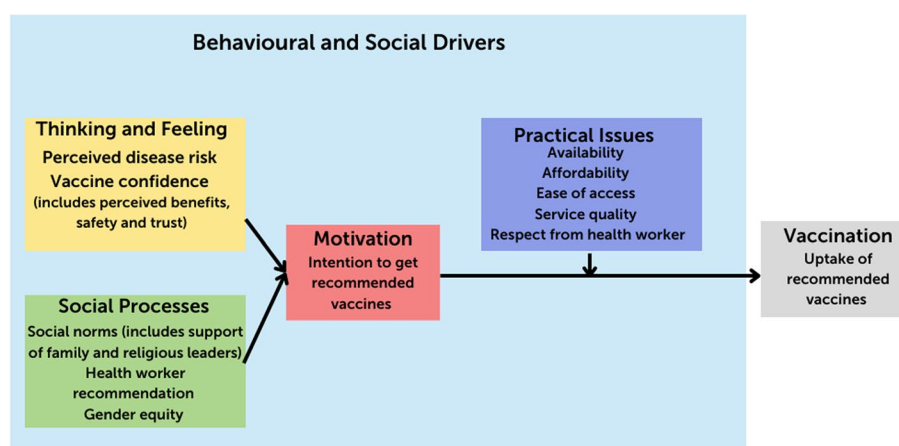 Behavioural and Social Drivers
Thinking and Feeling
Perceived disease risk
Vaccine confidence
(includes perceived benefits,
safety and trust)
Social Processes
Social norms (includes support
of family and religious leaders)
Health worker
recommendation
Gender equity
Motivation
Intention to get
recommended
vaccines
Practical Issues
Availability
Affordability
Ease of access
Service quality
Respect from health worker
Vaccination
Uptake of
recommended
vaccines